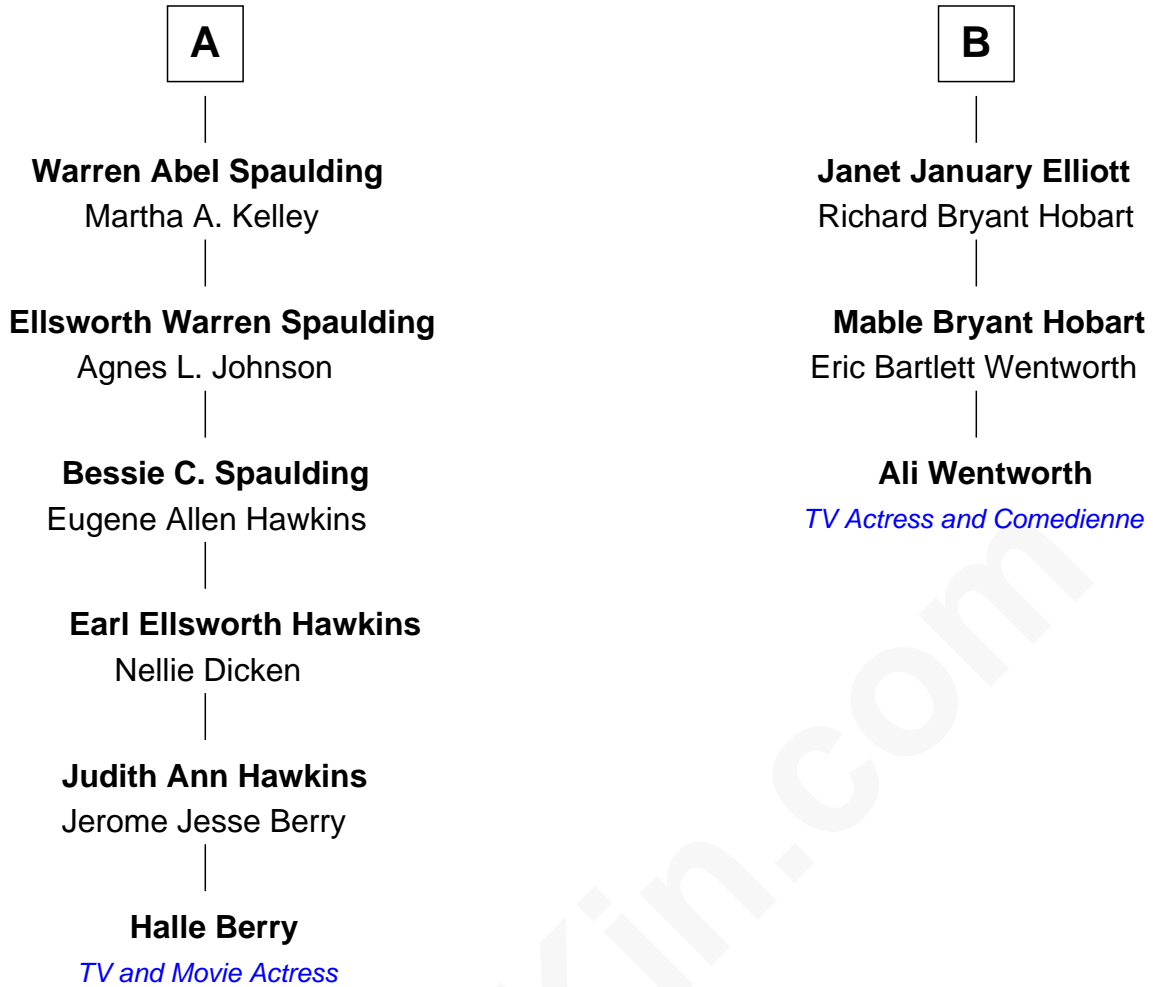 A
Warren Abel Spaulding
Martha A. Kelley
Ellsworth Warren Spaulding
Agnes L. Johnson
Bessie C. Spaulding
Eugene Allen Hawkins
Earl Ellsworth Hawkins
Nellie Dicken
Judith Ann Hawkins
Jerome Jesse Berry
Halle Berry
TV and Movie Actress
B
Janet January Elliott
Richard Bryant Hobart
Mable Bryant Hobart
Eric Bartlett Wentworth
Ali Wentworth
TV Actress and Comedienne
in.com